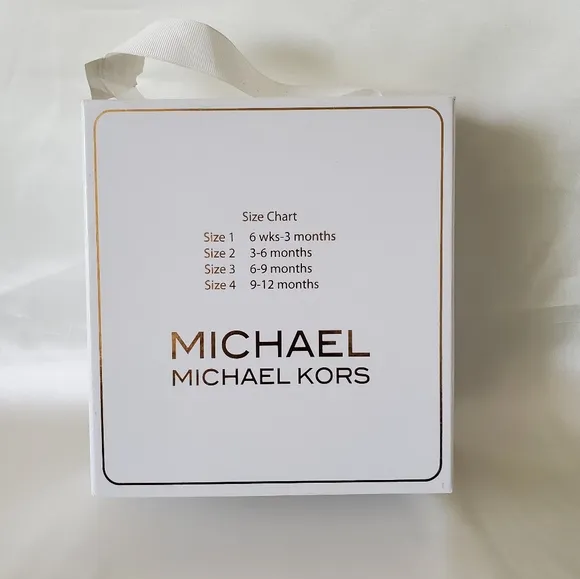 Size Chart
Size 1 6 wks-3 months
Size 2 3-6 months
Size 3 6-9 months
Size 4 9-12 months
MICHAEL
MICHAEL KORS